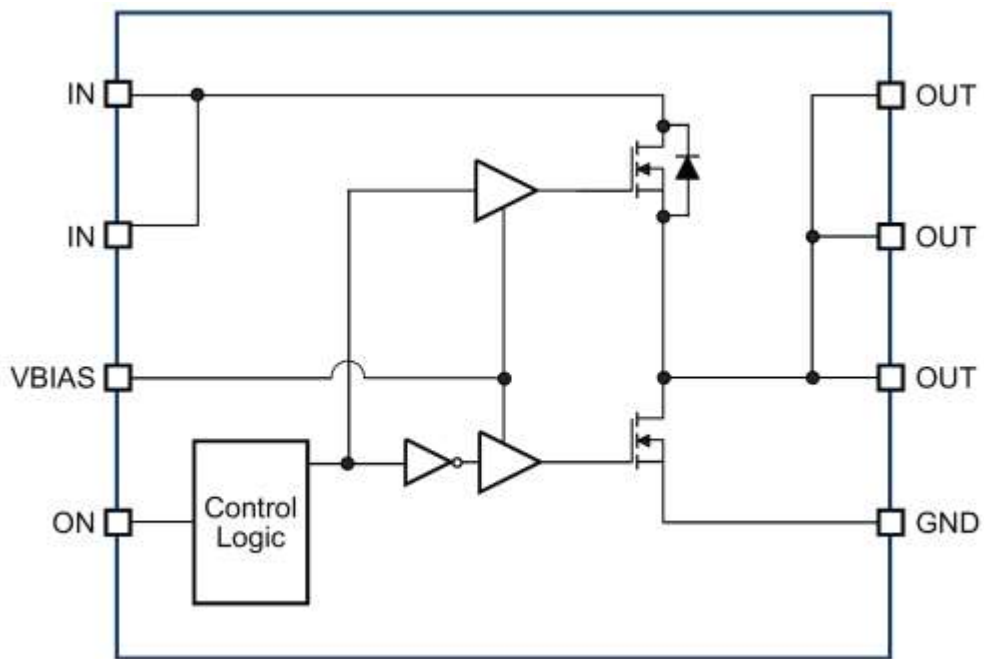 IN
OUT
IN
OUT
VBIAS
OUT
ON
Control
Logic
GND